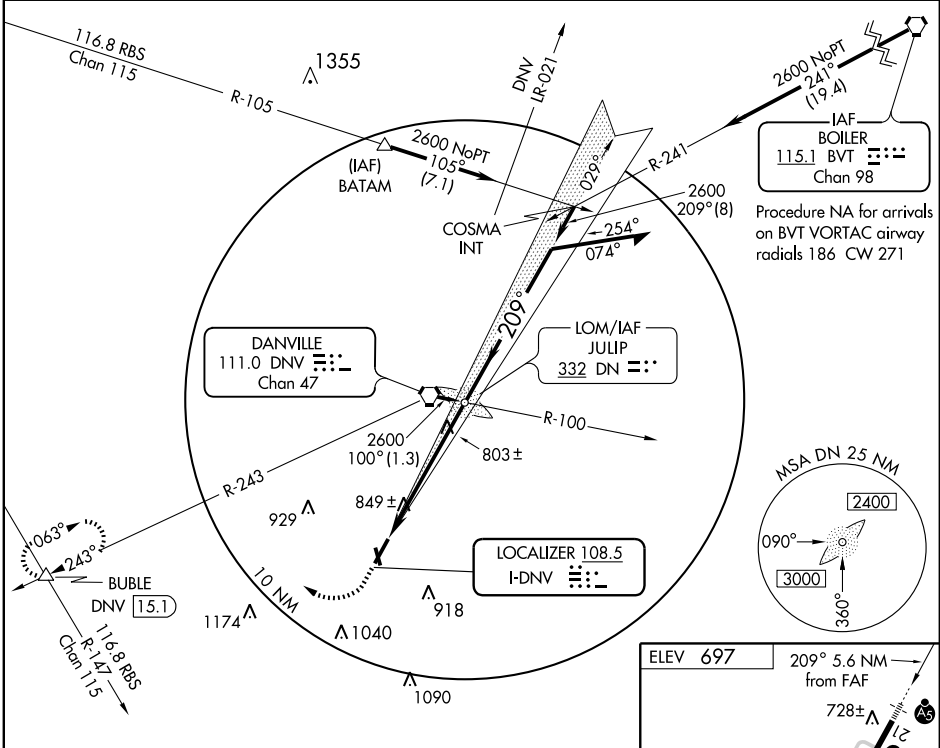 116.8 RBS
Chan 115
R-105
1355
DNV
LR-021
2600 NoPT
241°
(19.4)
IAF
BOILER
115.1 BVT
Chan 98
Procedure NA for arrivals
on BVT VORTAC airway
radials 186 CW 271
2600 NoPT
105°
(7.1)
(IAF)
BATAM
029°
R-241
2600
209° (8)
COSMA
INT
254°
074°
209°
DANVILLE
111.0 DNV
Chan 47
LOM/IAF
JULIP
332 DN
R-100
2600
100° (1.3)
803±
R-243
849±
929
063°
243°
BUBLE
DNV 15.1
116.8 RBS
R-147
Chan 115
LOCALIZER 108.5
I-DNV
10 NM
918
1174
1040
1090
MSA DN 25 NM
2400
090°
3000
360°
ELEV 697
209° 5.6 NM
from FAF
728±
A5
21